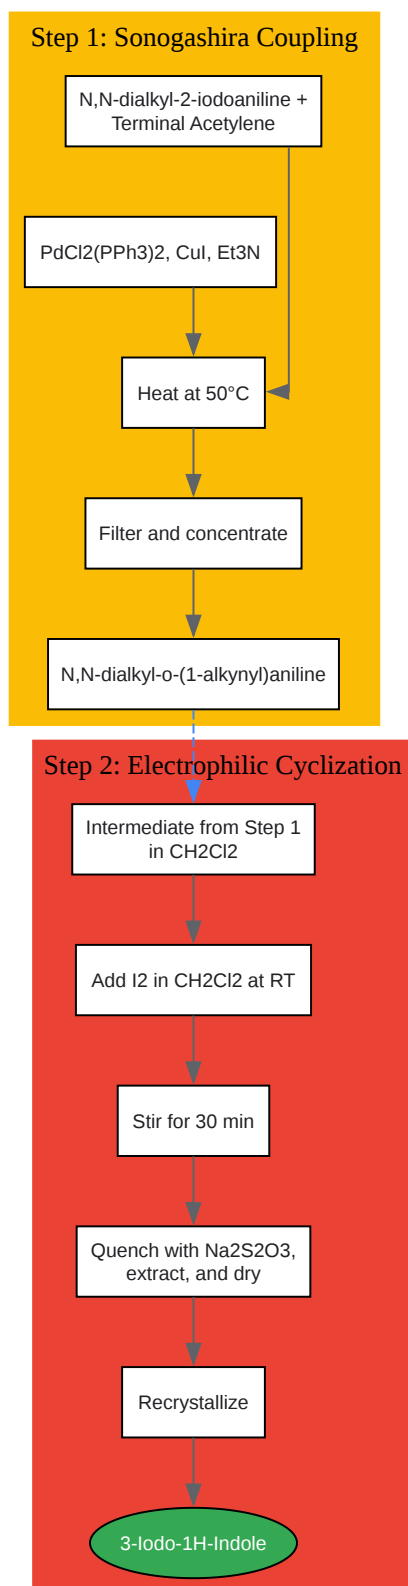 Step 1: Sonogashira Coupling
N,N-dialkyl-2-iodoaniline +
Terminal Acetylene
PdCl2(PPh3)2, CuI, Et3N
Heat at 50°C
Filter and concentrate
N,N-dialkyl-o-(1-alkynyl)aniline
Step 2: Electrophilic Cyclization
Intermediate from Step 1
in CH2Cl2
Add I2 in CH2Cl2 at RT
Stir for 30 min
Quench with Na2S2O3,
extract, and dry
Recrystallize
3-Iodo-1H-Indole